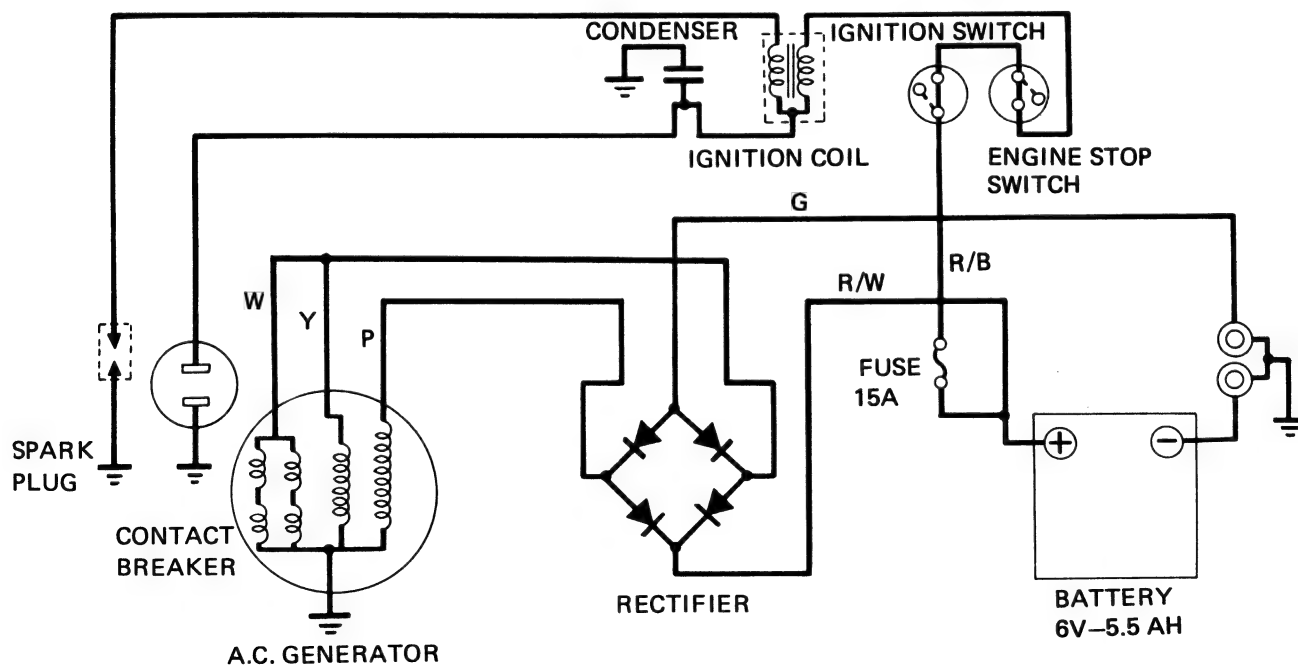 CONDENSER
IGNITION SWITCH
IGNITION COIL
ENGINE STOP
SWITCH
G
R/B
R/W
W
Y
P
FUSE
15A
SPARK
PLUG
+
−
CONTACT
BREAKER
RECTIFIER
BATTERY
6V–5.5 AH
A.C. GENERATOR